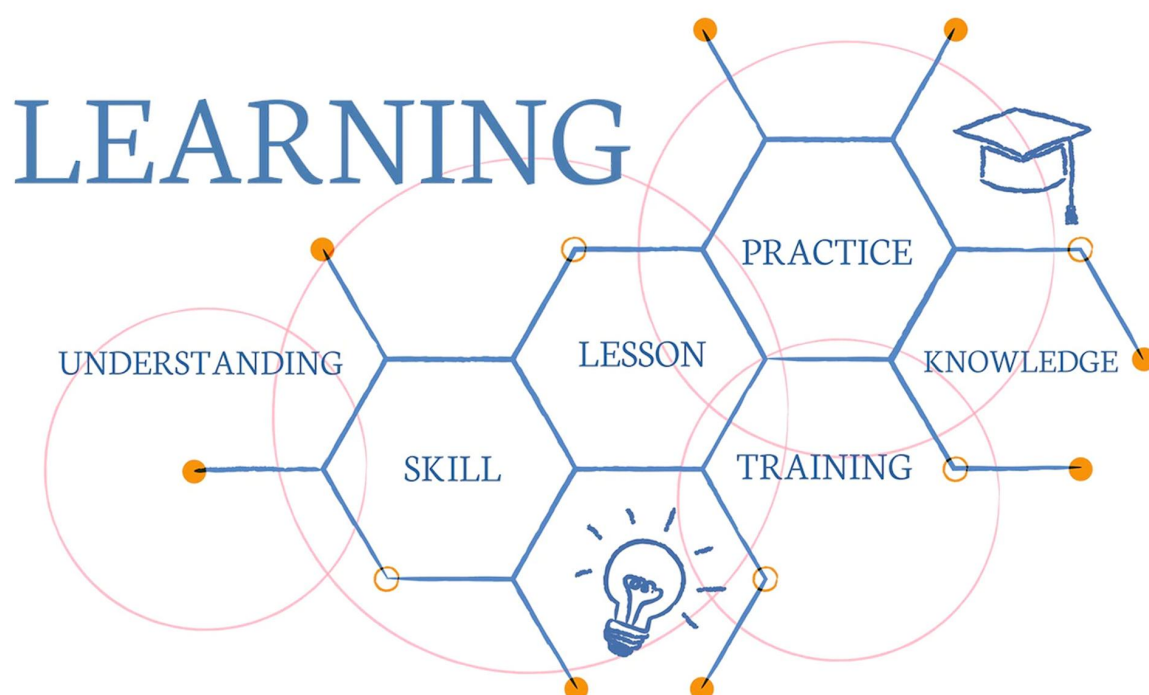 LEARNING
PRACTICE
UNDERSTANDING
LESSON
KNOWLEDGE
SKILL
TRAINING